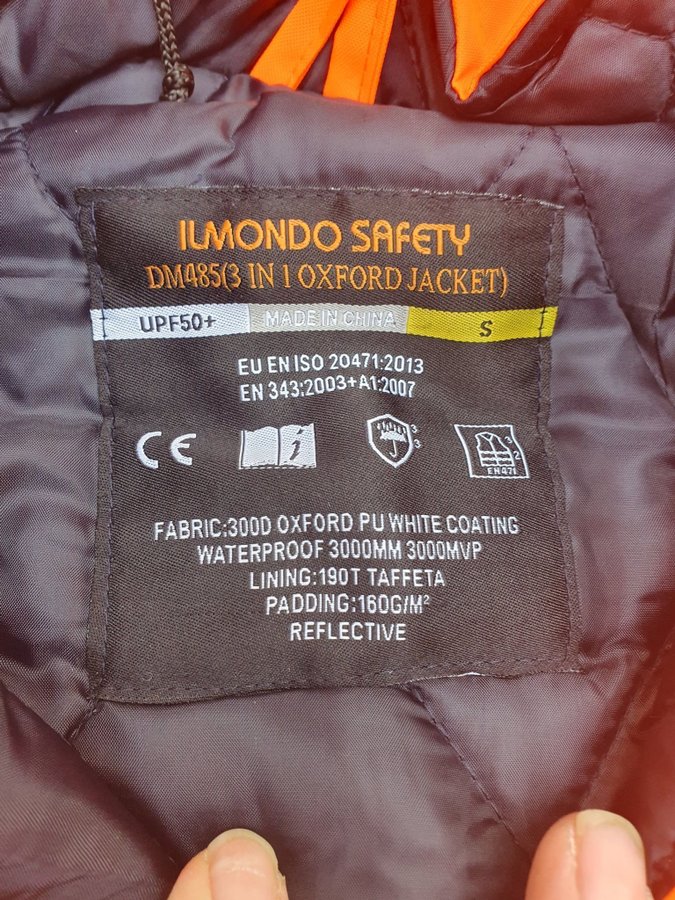 ILMONDO SAFETY
DM485(3 IN 1 OXFORD JACKET)
UPF50+ MADE IN CHINA S
EU EN ISO 20471:2013
EN 343:2003+A1:2007
CE i 3 3 3 2 EN471
FABRIC:300D OXFORD PU WHITE COATING
WATERPROOF 3000MM 3000MVP
LINING:190T TAFFETA
PADDING:160G/M²
REFLECTIVE